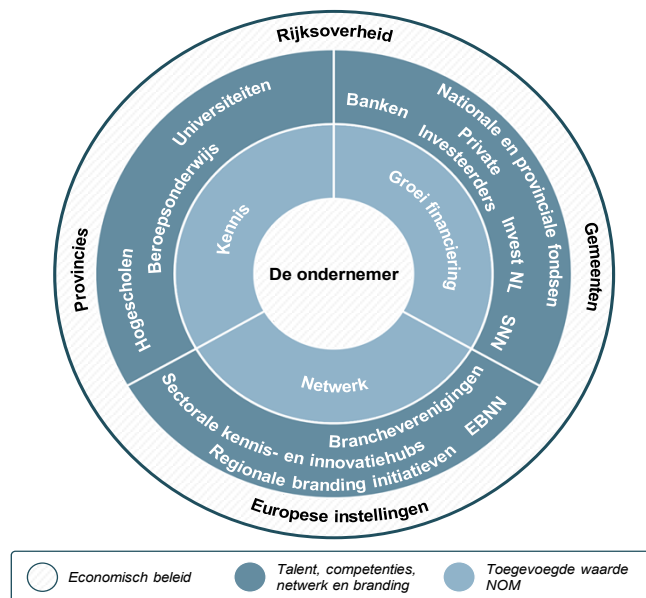 Rijksoverheid
Provincies
Gemeenten
Europese instellingen
Universiteiten
Beroepsonderwijs
Hogescholen
Banken
Nationale en provinciale fondsen
Private
Investeerders
Invest NL
SNN
Kennis
Groei financiering
De ondernemer
Netwerk
Brancheverenigingen
EBNN
Sectorale kennis- en innovatiehubs
Regionale branding initiatieven
Economisch beleid
Talent, competenties,
netwerk en branding
Toegevoegde waarde
NOM